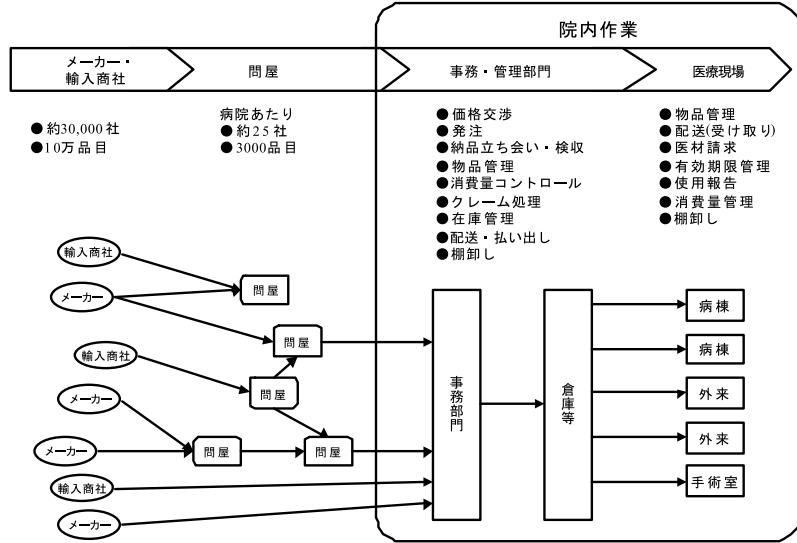 院内作業
メーカー・
輸入商社
問屋
事務・管理部門
医療現場
●約30,000社
●10万品目
病院あたり
●約25社
●3000品目
●価格交渉
●発注
●納品立ち会い・検収
●物品管理
●消費量コントロール
●クレーム処理
●在庫管理
●配送・払い出し
●棚卸し
●物品管理
●配送(受け取り)
●医材請求
●有効期限管理
●使用報告
●消費量管理
●棚卸し
輸入商社
メーカー
問屋
問屋
輸入商社
問屋
メーカー
メーカー
問屋
問屋
輸入商社
メーカー
事務部門
倉庫等
病棟
病棟
外来
外来
手術室